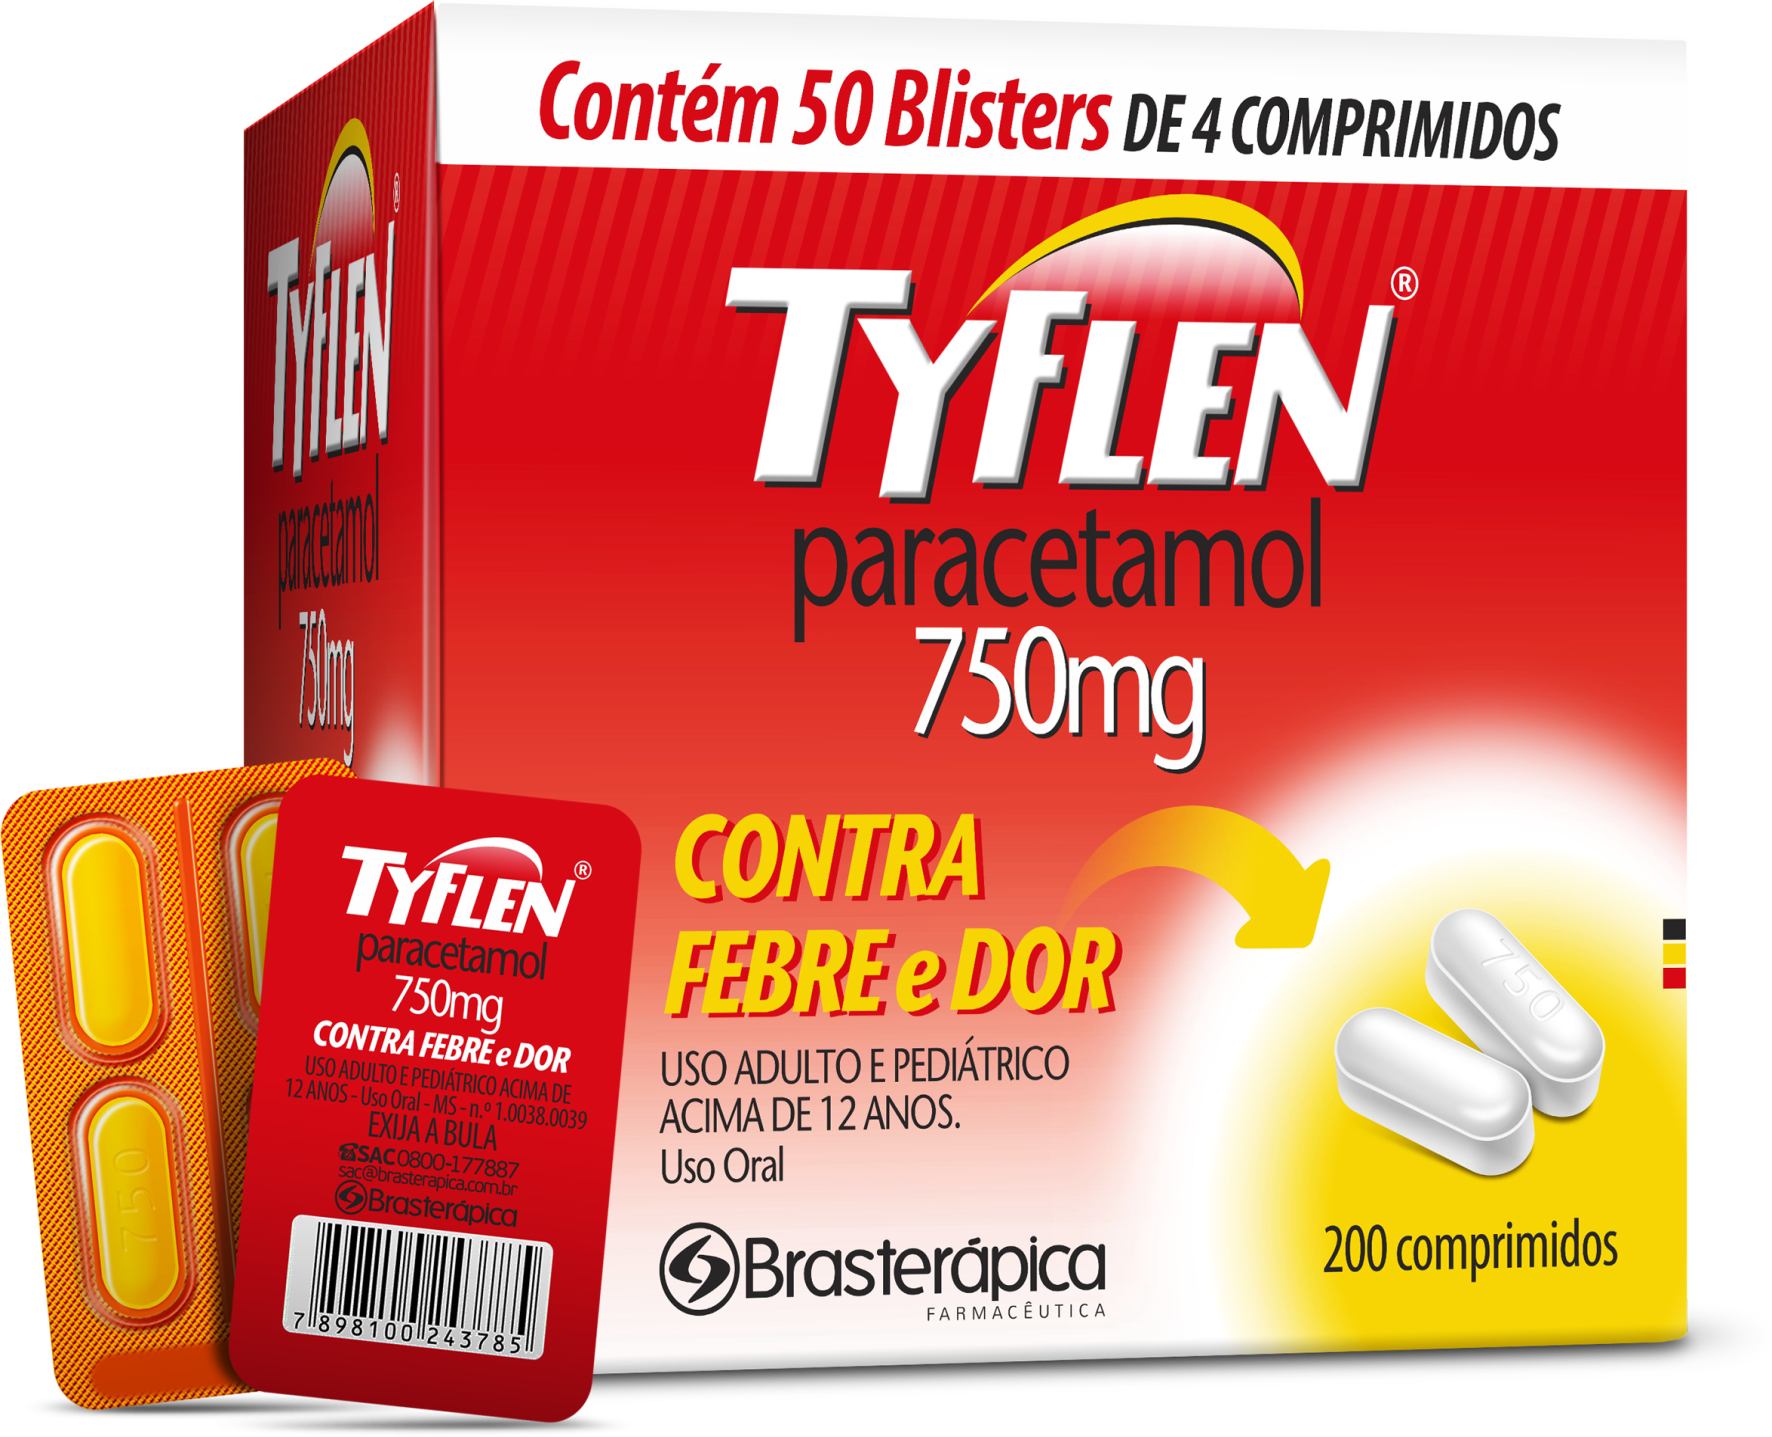 Contém 50 Blisters DE 4 COMPRIMIDOS
TYFLEN®
paracetamol
750mg
TYFLEN®
paracetamol
750mg
CONTRA
FEBRE e DOR
USO ADULTO E PEDIÁTRICO
ACIMA DE 12 ANOS.
Uso Oral
Brasterápica
FARMACÊUTICA
750
200 comprimidos
TYFLEN®
paracetamol
750mg
CONTRA FEBRE e DOR
USO ADULTO E PEDIÁTRICO ACIMA DE
12 ANOS - Uso Oral - MS - n.º 1.0038.0039
EXIJA A BULA
SAC 0800-177887
sac@brasterapica.com.br
Brasterápica
7 898100 243785
750